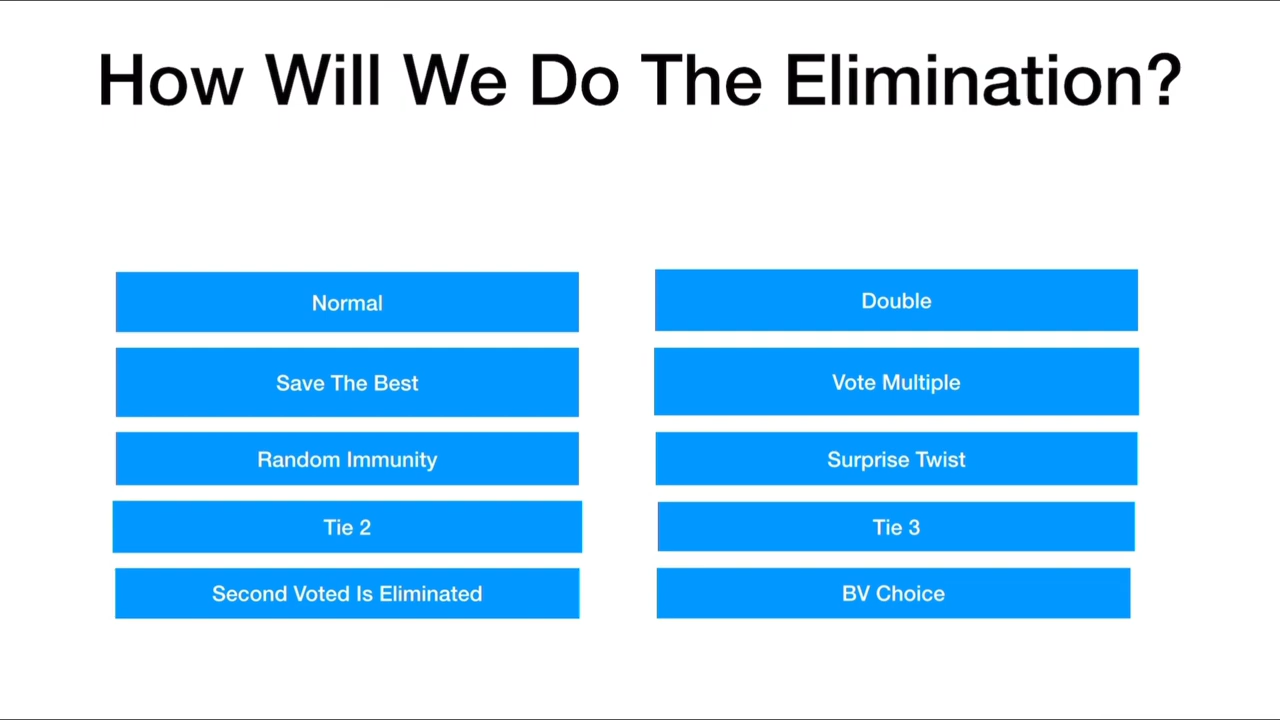 How Will We Do The Elimination?
Normal
Double
Save The Best
Vote Multiple
Random Immunity
Surprise Twist
Tie 2
Tie 3
Second Voted Is Eliminated
BV Choice